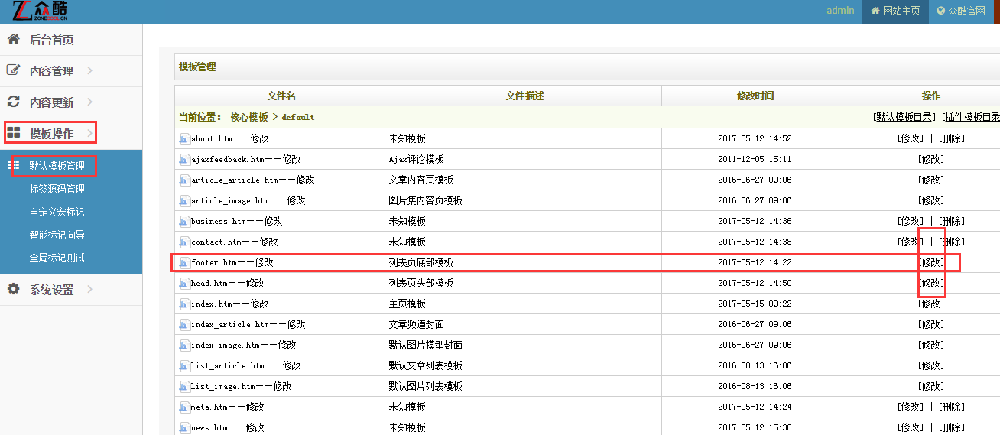 众酷
ZONECOOL.CN
admin 网站主页 众酷官网
后台首页
内容管理
内容更新
模板操作
默认模板管理
标签源码管理
自定义宏标记
智能标记向导
全局标记测试
系统设置
模板管理
文件名 文件描述 修改时间 操作
当前位置: 核心模板 > default [默认模板目录] [插件模板目录
about.htm——修改 未知模板 2017-05-12 14:52 [修改] | [删除]
ajaxfeedback.htm——修改 Ajax评论模板 2011-12-05 15:11 [修改]
article_article.htm——修改 文章内容页模板 2016-06-27 09:06 [修改]
article_image.htm——修改 图片集内容页模板 2016-06-27 09:06 [修改]
business.htm——修改 未知模板 2017-05-12 14:36 [修改] | [删除]
contact.htm——修改 未知模板 2017-05-12 14:38 [修改] | [删除]
footer.htm——修改 列表页底部模板 2017-05-12 14:22 [修改]
head.htm——修改 列表页头部模板 2017-05-12 14:50 [修改]
index.htm——修改 主页模板 2017-05-15 09:22 [修改]
index_article.htm——修改 文章频道封面 2016-06-27 09:06 [修改]
index_image.htm——修改 默认图片模型封面 2016-06-27 09:06 [修改]
list_article.htm——修改 默认文章列表模板 2016-08-13 16:06 [修改]
list_image.htm——修改 默认图片列表模板 2016-08-13 16:06 [修改]
meta.htm——修改 未知模板 2017-05-12 14:24 [修改] | [删除]
news.htm——修改 未知模板 2017-05-12 15:30 [修改] | [删除]